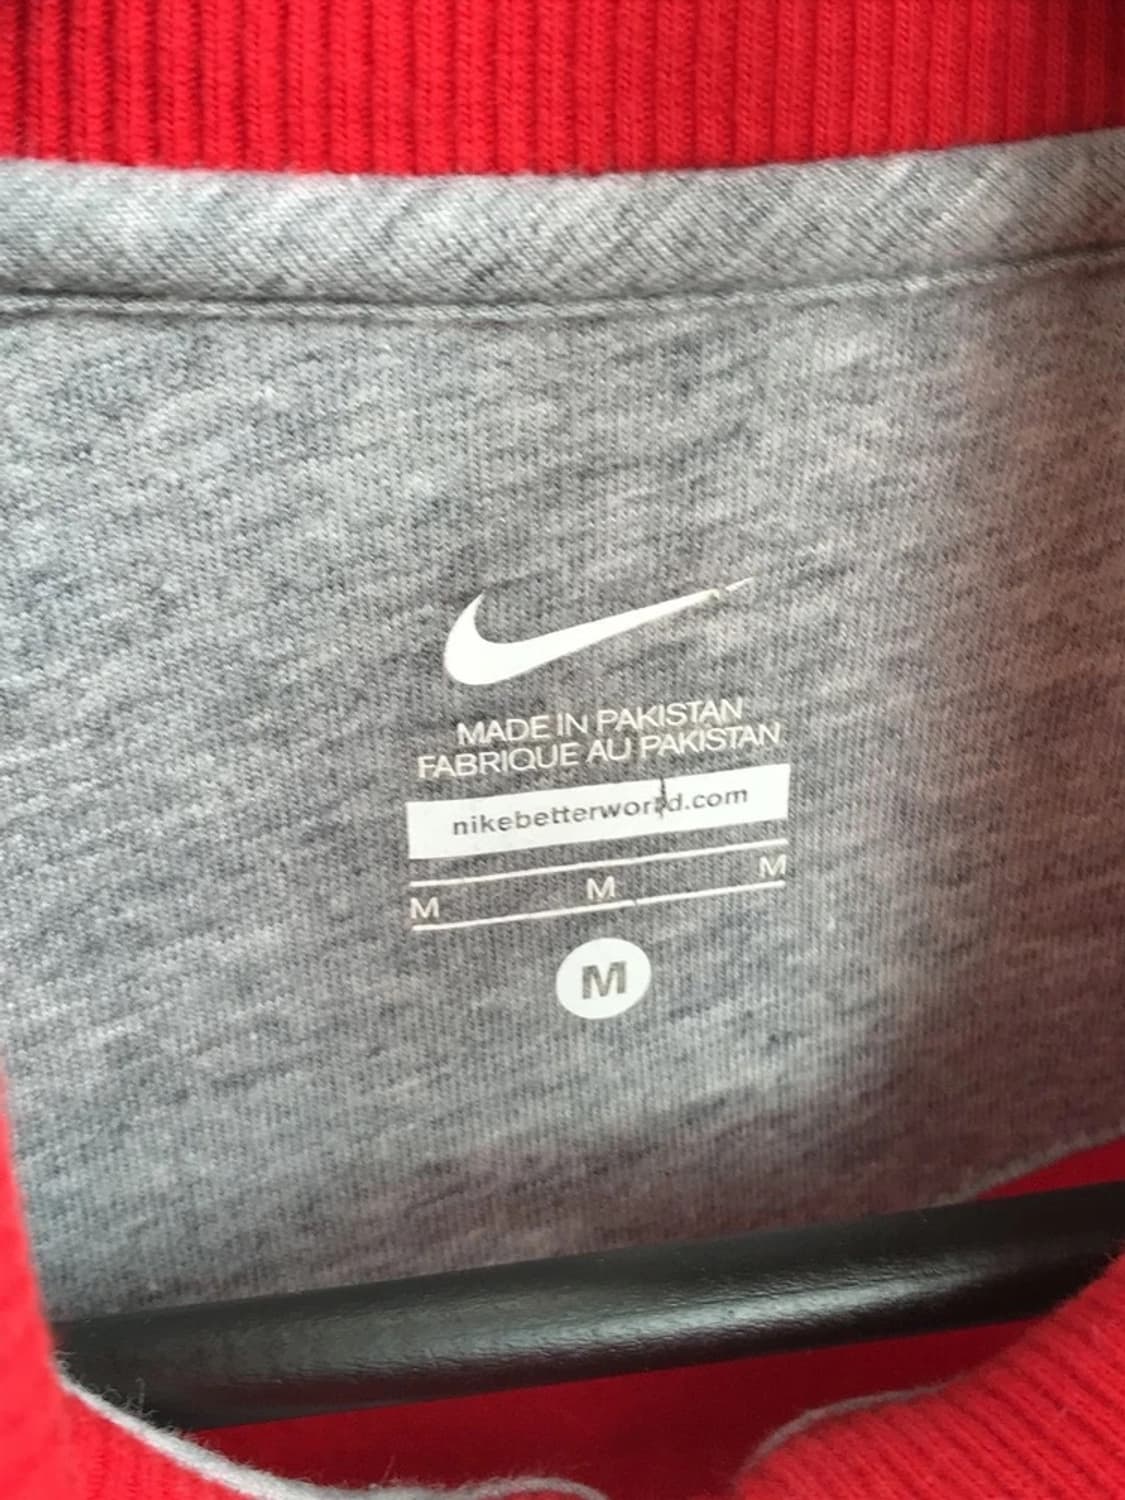 MADE IN PAKISTAN
FABRIQUE AU PAKISTAN
nikebetterworld.com
M M M
M